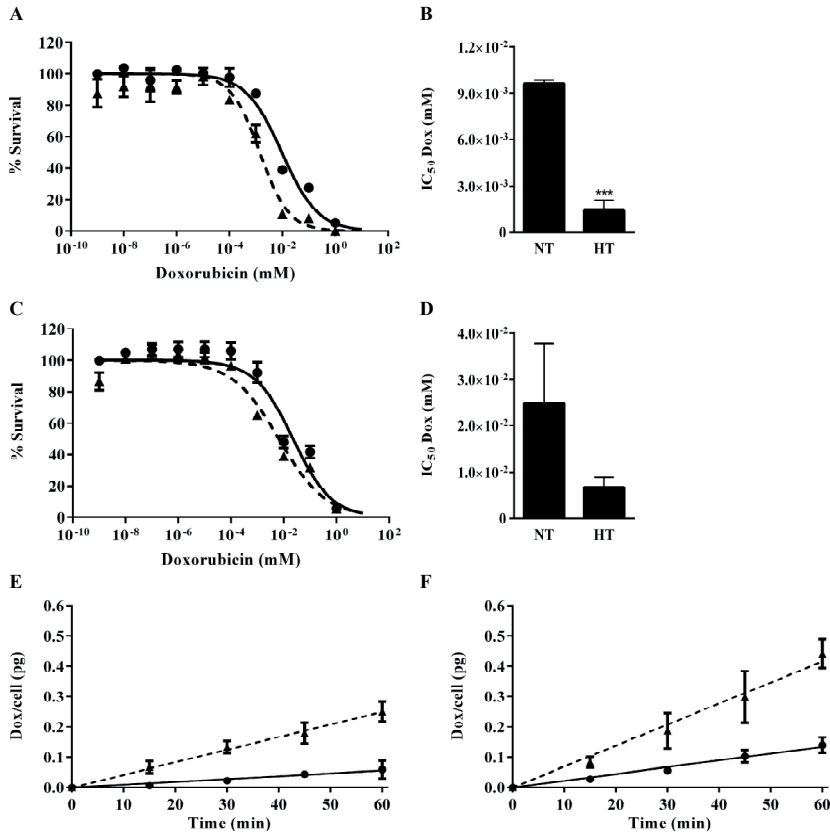 A
% Survival
120
100
80
60
40
20
0
10⁻¹⁰ 10⁻⁸ 10⁻⁶ 10⁻⁴ 10⁻² 10⁰ 10²
Doxorubicin (mM)
B
IC₅₀ Dox (mM)
1.2×10⁻²
9.0×10⁻³
6.0×10⁻³
3.0×10⁻³
0
***
NT HT
C
% Survival
120
100
80
60
40
20
0
10⁻¹⁰ 10⁻⁸ 10⁻⁶ 10⁻⁴ 10⁻² 10⁰ 10²
Doxorubicin (mM)
D
IC₅₀ Dox (mM)
4.0×10⁻²
3.0×10⁻²
2.0×10⁻²
1.0×10⁻²
0
NT HT
E
Dox/cell (pg)
0.6
0.5
0.4
0.3
0.2
0.1
0.0
0 10 20 30 40 50 60
Time (min)
F
Dox/cell (pg)
0.6
0.5
0.4
0.3
0.2
0.1
0.0
0 10 20 30 40 50 60
Time (min)